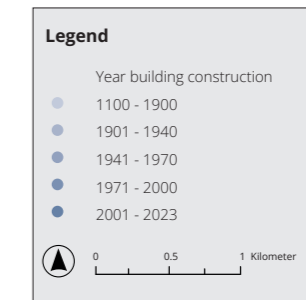 Legend
Year building construction
1100 - 1900
1901 - 1940
1941 - 1970
1971 - 2000
2001 - 2023
0 0.5 1 Kilometer